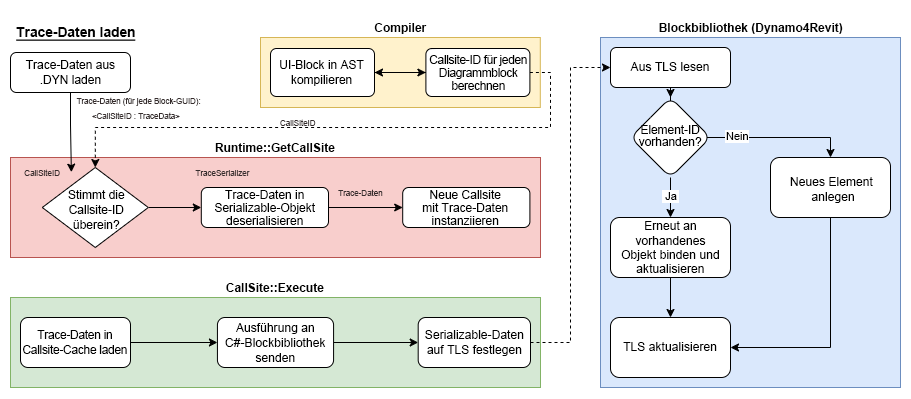 Trace-Daten laden
Trace-Daten aus
.DYN laden
Trace-Daten (für jede Block-GUID):
<CallSiteID : TraceData>
Compiler
UI-Block in AST
kompilieren
Callsite-ID für jeden
Diagrammblock
berechnen
CallSiteID
Runtime::GetCallSite
CallSiteID
Stimmt die
Callsite-ID
überein?
TraceSerializer
Trace-Daten in
Serializable-Objekt
deserialisieren
Trace-Daten
Neue Callsite
mit Trace-Daten
instanziieren
CallSite::Execute
Trace-Daten in
Callsite-Cache laden
Ausführung an
C#-Blockbibliothek
senden
Serializable-Daten
auf TLS festlegen
Blockbibliothek (Dynamo4Revit)
Aus TLS lesen
Element-ID
vorhanden?
Nein
Ja
Neues Element
anlegen
Erneut an
vorhandenes
Objekt binden und
aktualisieren
TLS aktualisieren